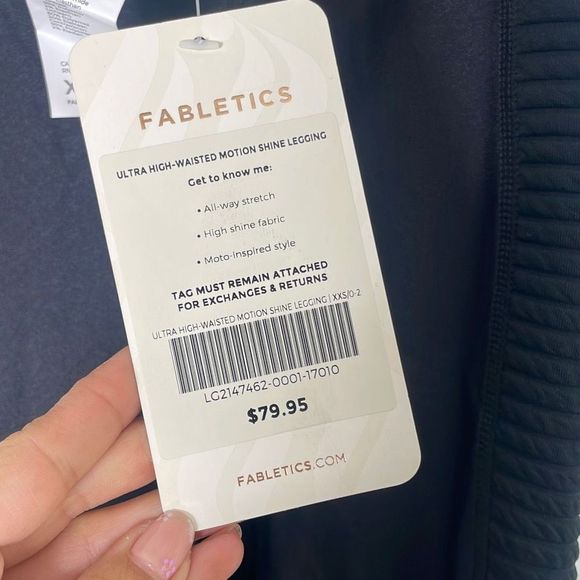 FABLETICS
ULTRA HIGH-WAISTED MOTION SHINE LEGGING
Get to know me:
• All-way stretch
• High shine fabric
• Moto-inspired style
TAG MUST REMAIN ATTACHED
FOR EXCHANGES & RETURNS
ULTRA HIGH-WAISTED MOTION SHINE LEGGING | XXS/0-2
LG2147462-0001-17010
$79.95
FABLETICS.COM